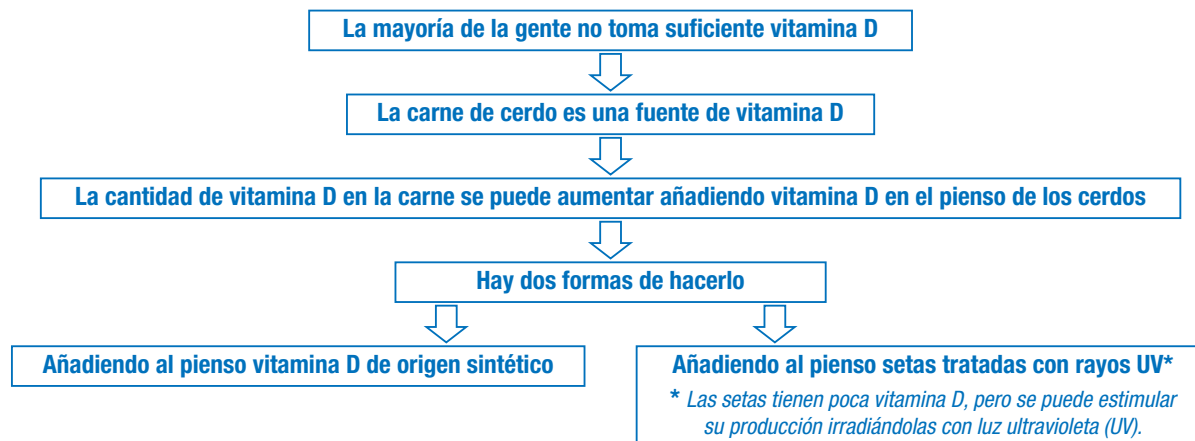 La mayoría de la gente no toma suficiente vitamina D
La carne de cerdo es una fuente de vitamina D
La cantidad de vitamina D en la carne se puede aumentar añadiendo vitamina D en el pienso de los cerdos
Hay dos formas de hacerlo
Añadiendo al pienso vitamina D de origen sintético
Añadiendo al pienso setas tratadas con rayos UV*
* Las setas tienen poca vitamina D, pero se puede estimular
su producción irradiándolas con luz ultravioleta (UV).